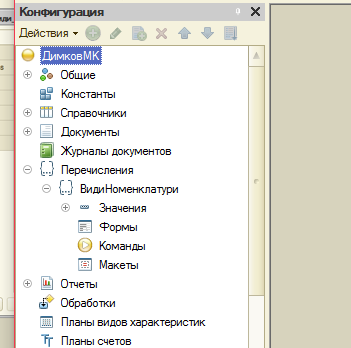 Конфигурация
Действия
ДимковМК
Общие
Константы
Справочники
Документы
Журналы документов
Перечисления
ВидиНоменклатури
Значения
Формы
Команды
Макеты
Отчеты
Обработки
Планы видов характеристик
Планы счетов